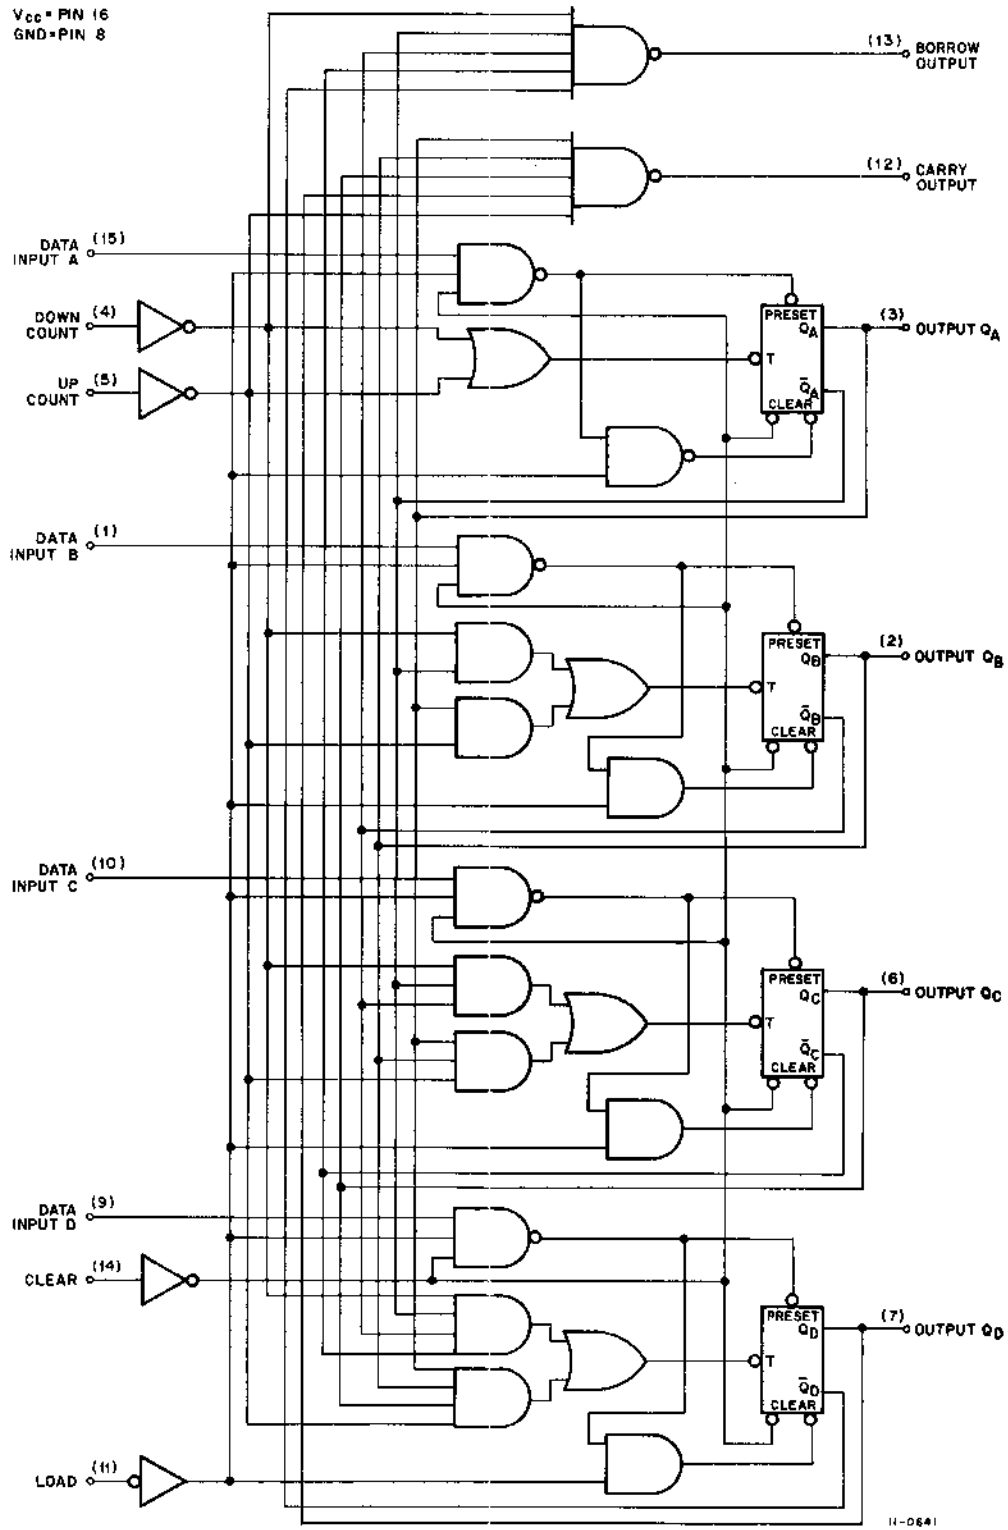 VCC = PIN 16
GND = PIN 8
(13) BORROW
OUTPUT
(12) CARRY
OUTPUT
DATA (15)
INPUT A
DOWN (4)
COUNT
UP (5)
COUNT
PRESET
QA
T
Q̅A
CLEAR
(3) OUTPUT QA
DATA (1)
INPUT B
PRESET
QB
T
Q̅B
CLEAR
(2) OUTPUT QB
DATA (10)
INPUT C
PRESET
QC
T
Q̅C
CLEAR
(6) OUTPUT QC
DATA (9)
INPUT D
CLEAR (14)
PRESET
QD
T
Q̅D
CLEAR
(7) OUTPUT QD
LOAD (11)
11-0641